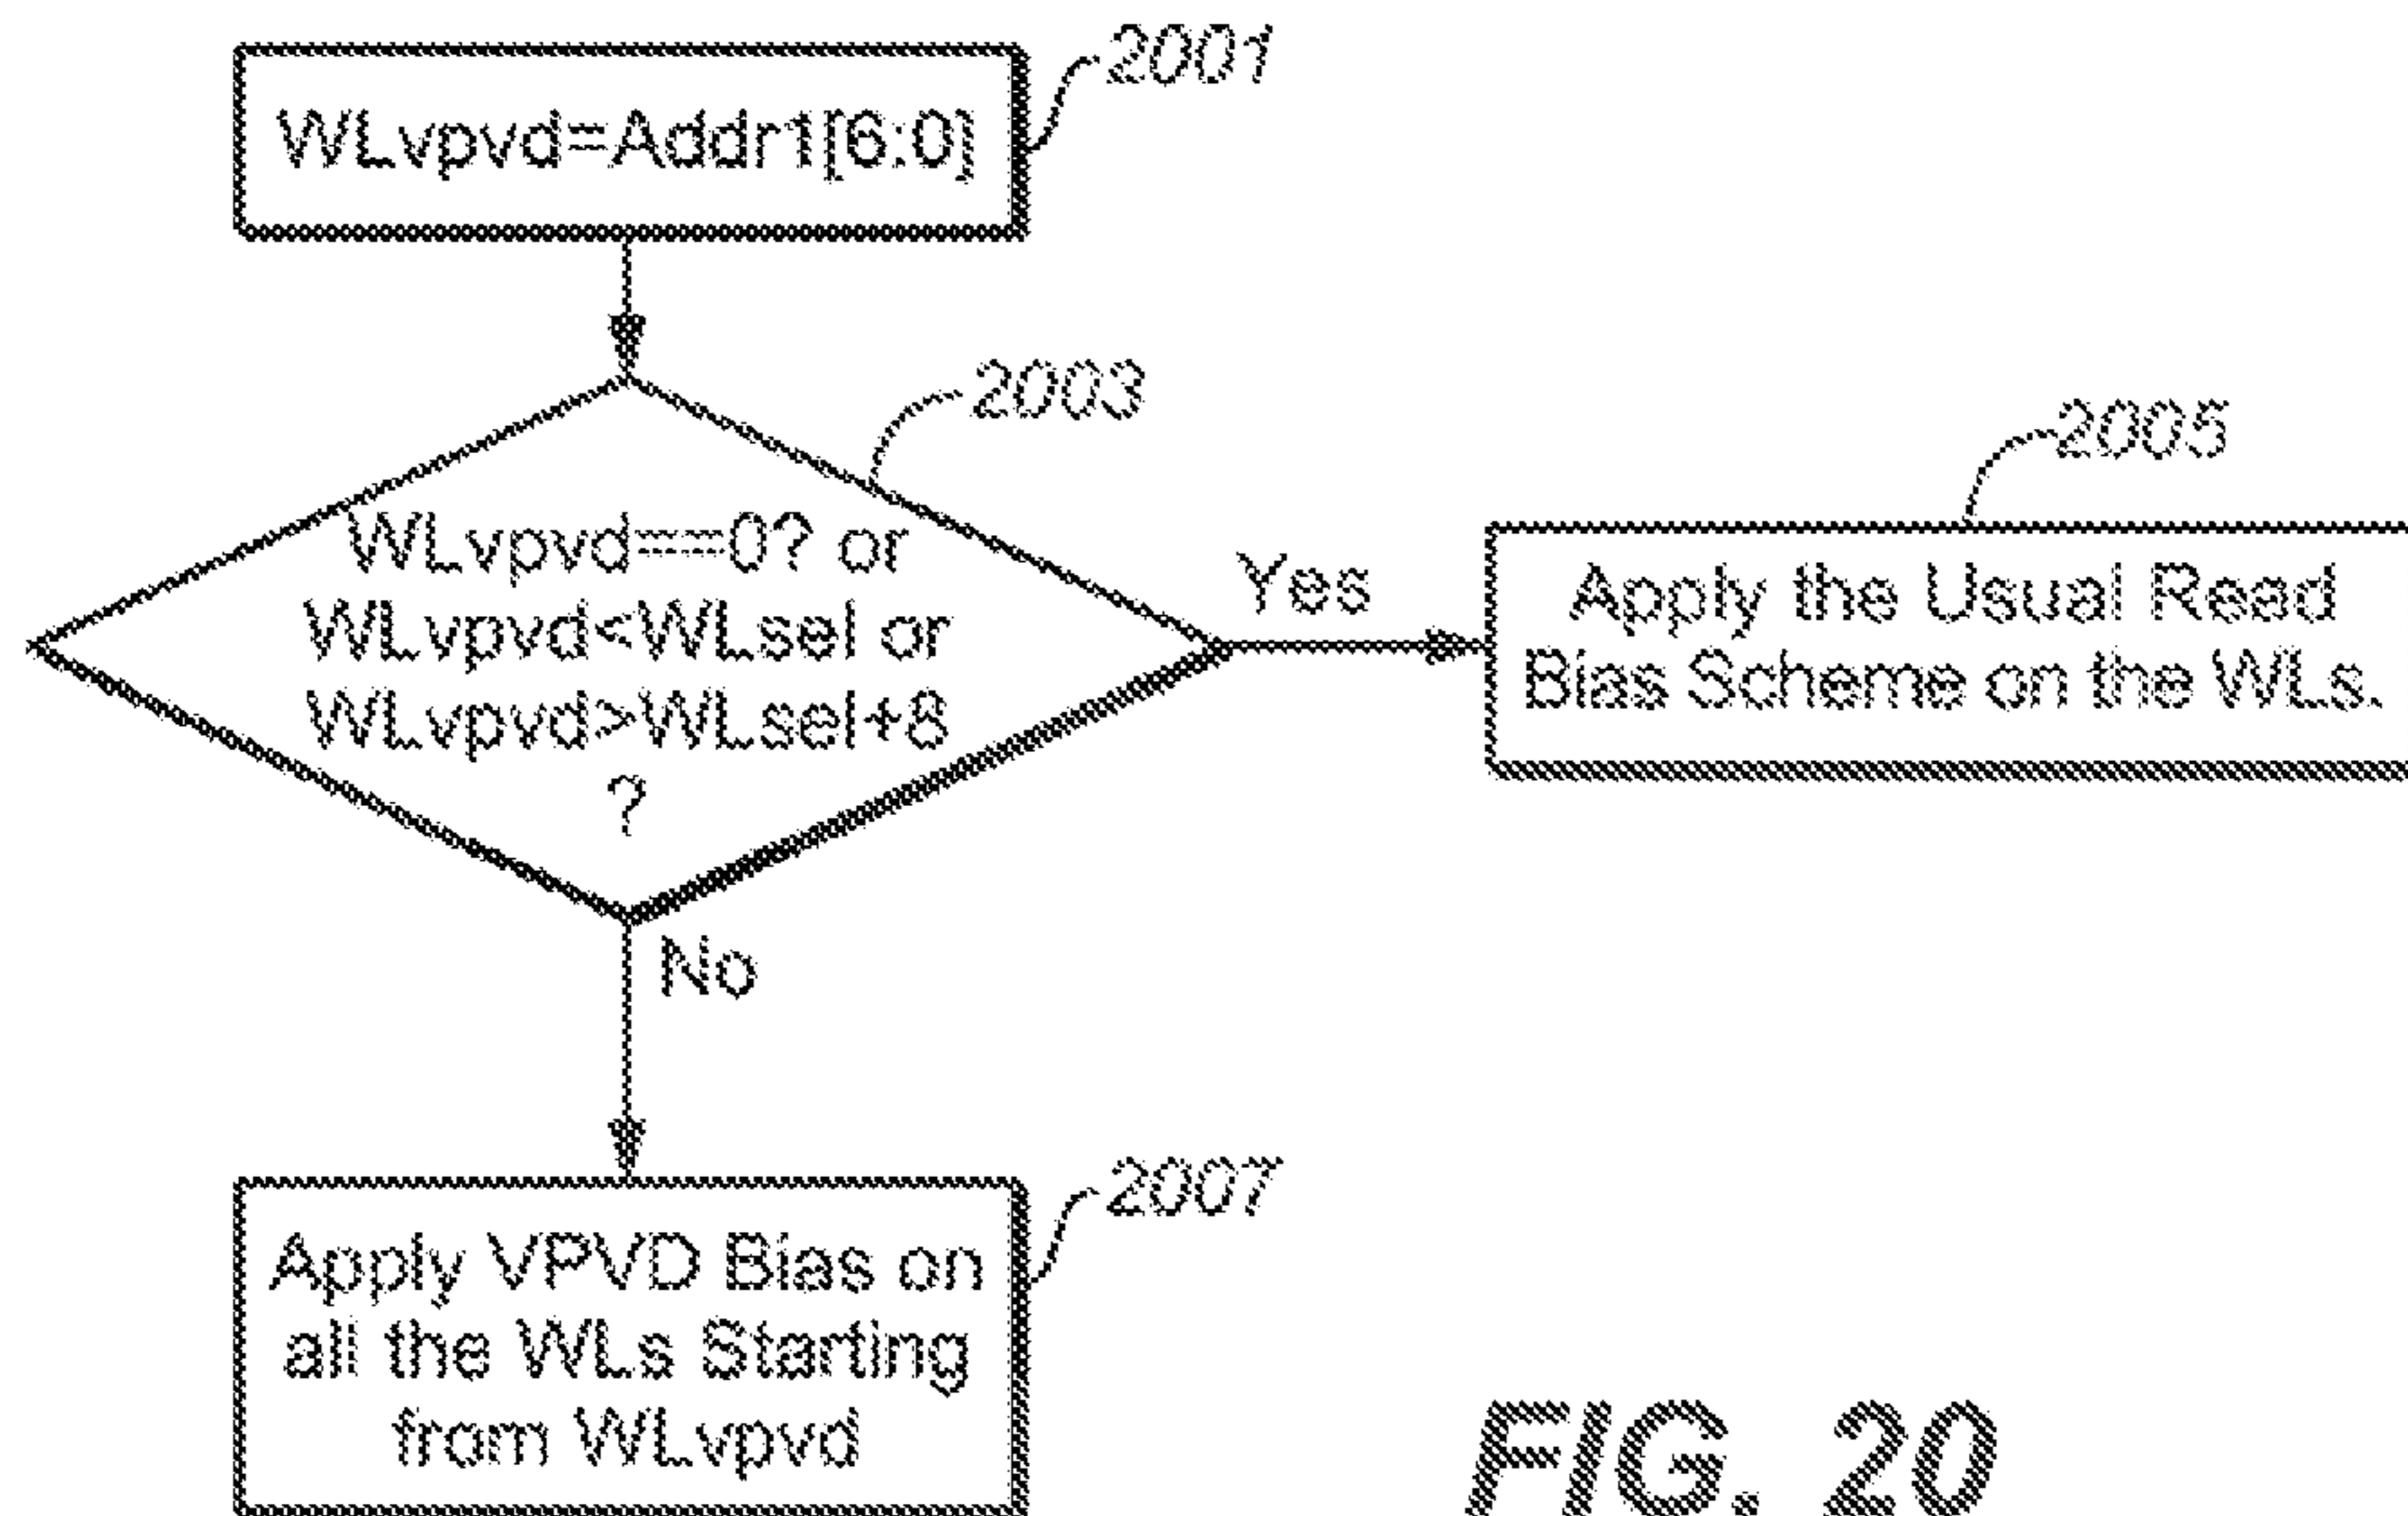 2001
WLvpvd=Addr1[6:0]
2003
WLvpvd==0? or
WLvpvd<WLsel or
WLvpvd>WLsel+8
?
Yes
2005
Apply the Usual Read
Bias Scheme on the WLs.
No
2007
Apply VPVD Bias on
all the WLs Starting
from WLvpvd
FIG. 20